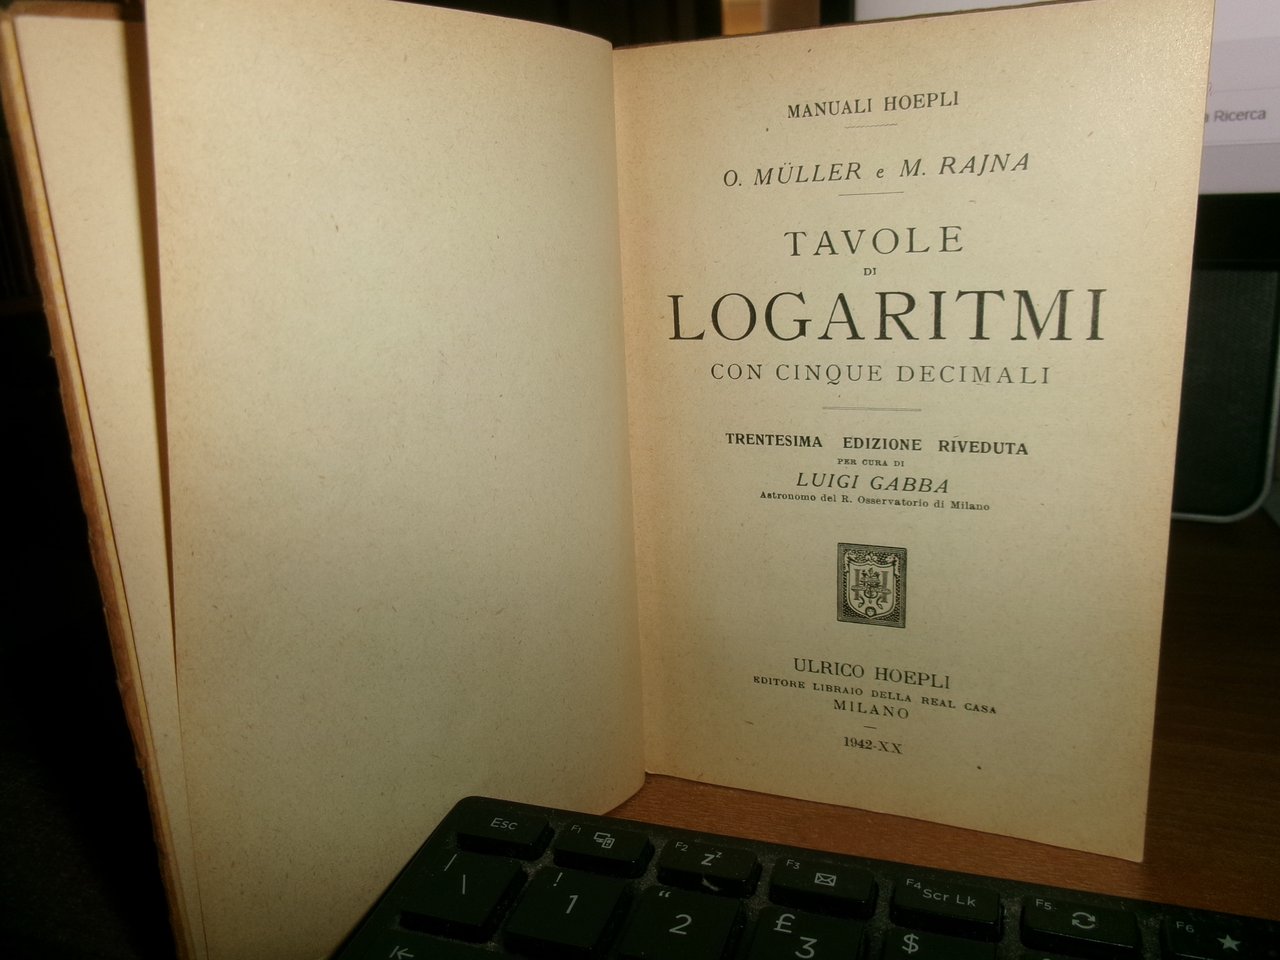 MANUALI HOEPLI
O. MÜLLER e M. RAJNA
TAVOLE
DI
LOGARITMI
CON CINQUE DECIMALI
TRENTESIMA EDIZIONE RIVEDUTA
PER CURA DI
LUIGI GABBA
Astronomo del R. Osservatorio di Milano
ULRICO HOEPLI
EDITORE LIBRAIO DELLA REAL CASA
MILANO
1942-XX
Ricerca
Esc
F1
F2
Zz
F3
F4
Scr Lk
F5
F6
|
\
!
1
“
2
£
3
$